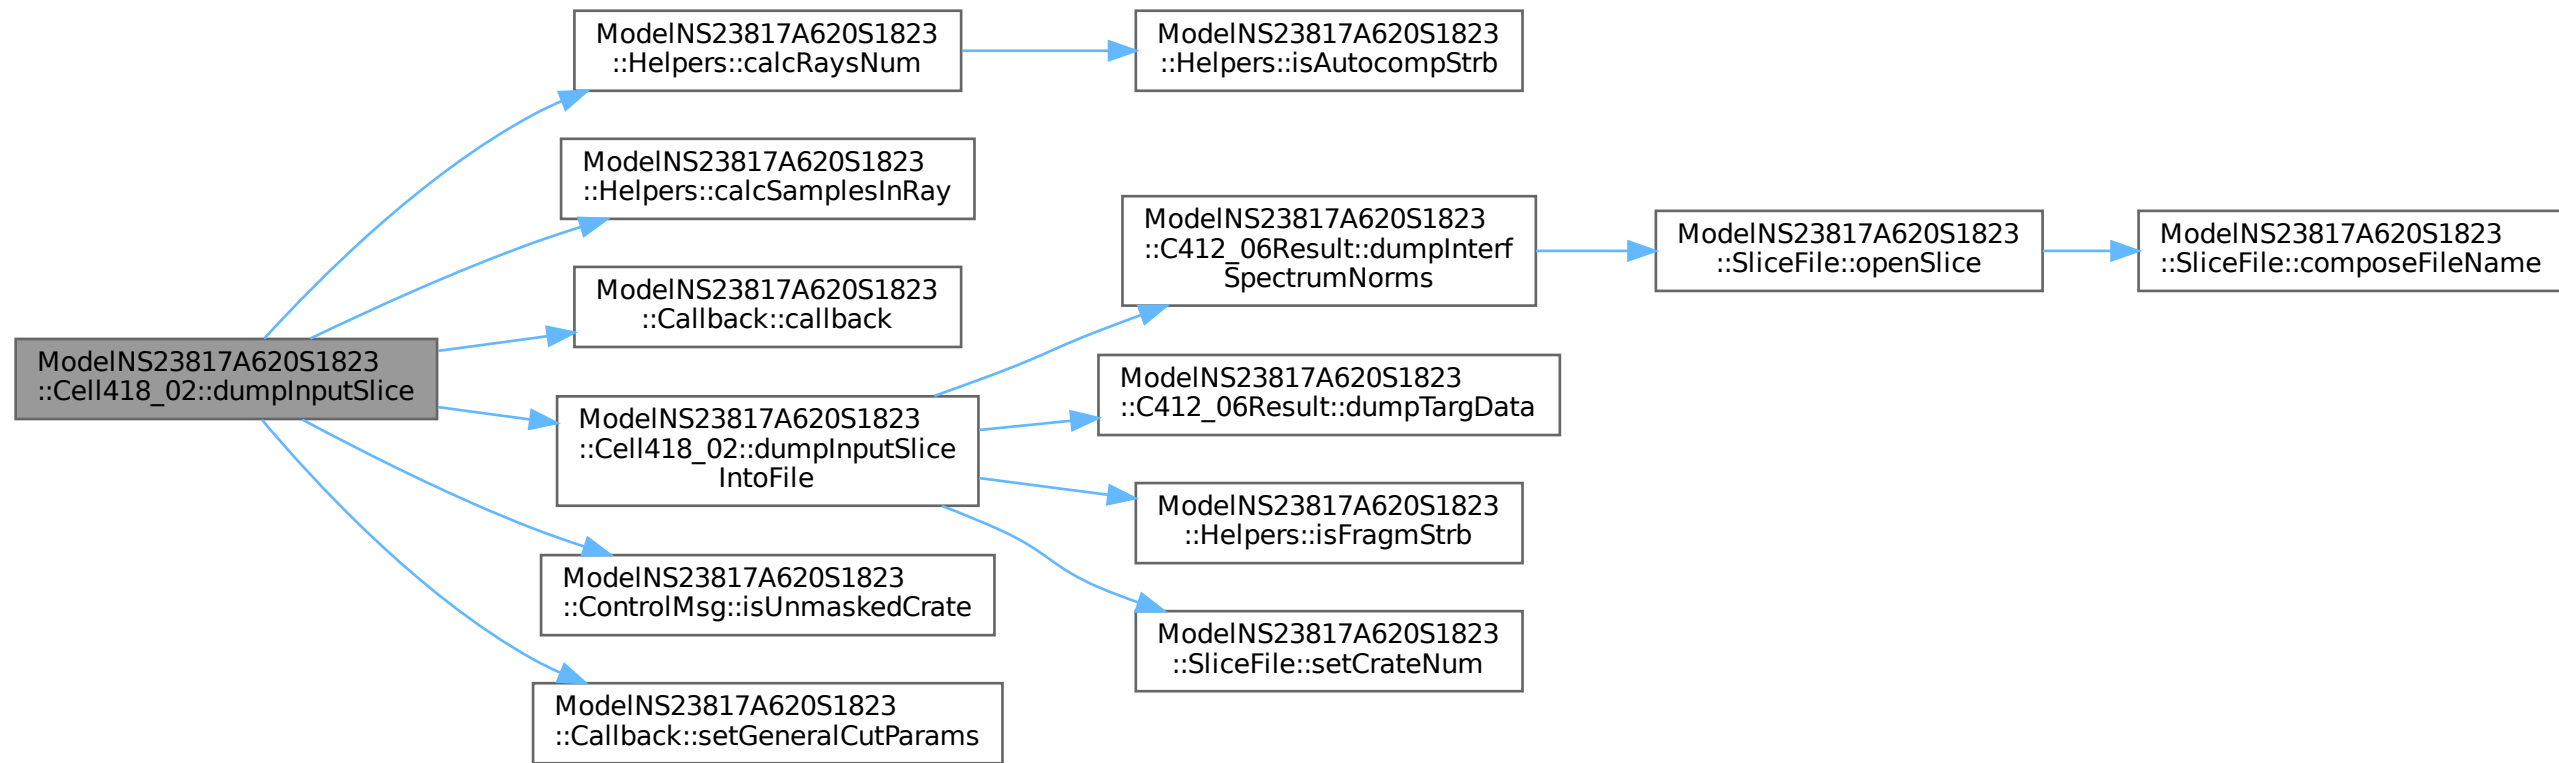 ModelNS23817A620S1823
::Cell418_02::dumpInputSlice
ModelNS23817A620S1823
::Helpers::calcRaysNum
ModelNS23817A620S1823
::Helpers::isAutocompStrb
ModelNS23817A620S1823
::Helpers::calcSamplesInRay
ModelNS23817A620S1823
::Callback::callback
ModelNS23817A620S1823
::Cell418_02::dumpInputSlice
IntoFile
ModelNS23817A620S1823
::C412_06Result::dumpInterf
SpectrumNorms
ModelNS23817A620S1823
::SliceFile::openSlice
ModelNS23817A620S1823
::SliceFile::composeFileName
ModelNS23817A620S1823
::C412_06Result::dumpTargData
ModelNS23817A620S1823
::Helpers::isFragmStrb
ModelNS23817A620S1823
::SliceFile::setCrateNum
ModelNS23817A620S1823
::ControlMsg::isUnmaskedCrate
ModelNS23817A620S1823
::Callback::setGeneralCutParams